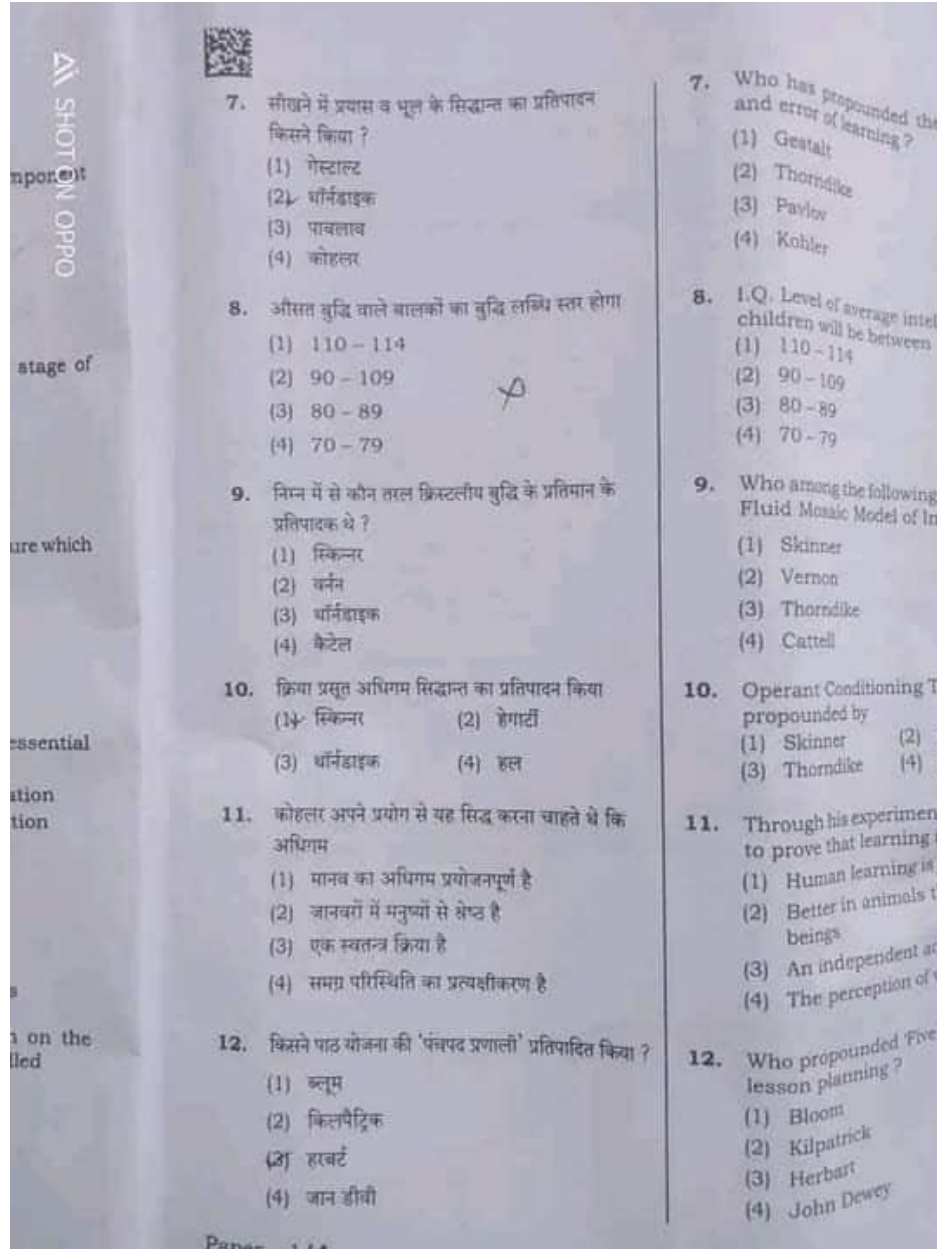 SHOT ON OPPO
stage of
ure which
essential
ation
tion
s
n on the
lled
7. सीखने में प्रयास व भूल के सिद्धान्त का प्रतिपादन
किसने किया ?
(1) गेस्टाल्ट
(2) थॉर्नडाइक
(3) पावलाव
(4) कोहलर
8. औसत बुद्धि वाले बालकों का बुद्धि लब्धि स्तर होगा
(1) 110 – 114
(2) 90 – 109
(3) 80 – 89
(4) 70 – 79
9. निम्न में से कौन तरल क्रिस्टलीय बुद्धि के प्रतिमान के
प्रतिपादक थे ?
(1) स्किन्नर
(2) वर्नन
(3) थॉर्नडाइक
(4) कैटेल
10. क्रिया प्रसूत अधिगम सिद्धान्त का प्रतिपादन किया
(1) स्किन्नर (2) हेगार्टी
(3) थॉर्नडाइक (4) हल
11. कोहलर अपने प्रयोग से यह सिद्ध करना चाहते थे कि
अधिगम
(1) मानव का अधिगम प्रयोजनपूर्ण है
(2) जानवरों में मनुष्यों से श्रेष्ठ है
(3) एक स्वतन्त्र क्रिया है
(4) समग्र परिस्थिति का प्रत्यक्षीकरण है
12. किसने पाठ योजना की 'पंचपद प्रणाली' प्रतिपादित किया ?
(1) ब्लूम
(2) किलपैट्रिक
(3) हरबर्ट
(4) जान डीवी
7. Who has propounded the
and error of learning ?
(1) Gestalt
(2) Thorndike
(3) Pavlov
(4) Kohler
8. I.Q. Level of average intel
children will be between
(1) 110 – 114
(2) 90 – 109
(3) 80 – 89
(4) 70 – 79
9. Who among the following
Fluid Mosaic Model of In
(1) Skinner
(2) Vernon
(3) Thorndike
(4) Cattell
10. Operant Conditioning T
propounded by
(1) Skinner (2)
(3) Thorndike (4)
11. Through his experimen
to prove that learning
(1) Human learning is
(2) Better in animals t
beings
(3) An independent ac
(4) The perception of
12. Who propounded 'Five
lesson planning ?
(1) Bloom
(2) Kilpatrick
(3) Herbart
(4) John Dewey